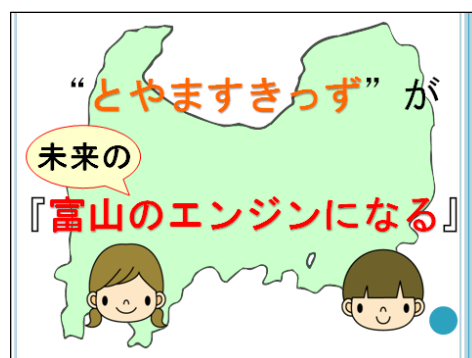 “とやますきっず”が
未来の
『富山のエンジンになる』